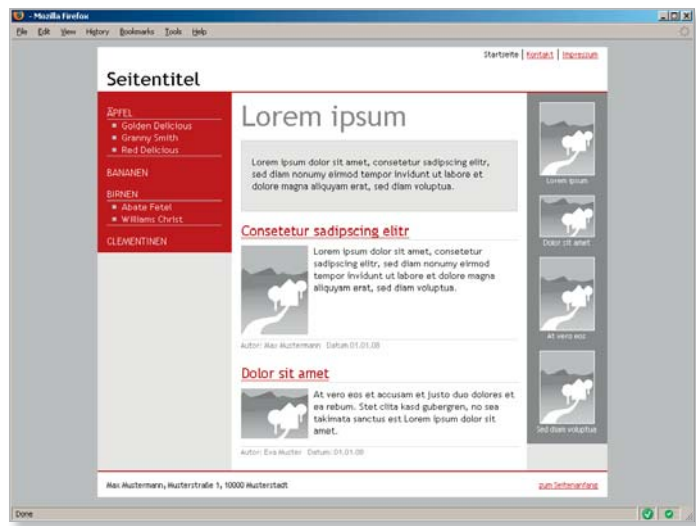 - Mozilla Firefox
File Edit View History Bookmarks Tools Help
Startseite | Kontakt | Impressum
Seitentitel
ÄPFEL
Golden Delicious
Granny Smith
Red Delicious
BANANEN
BIRNEN
Abate Fetel
Williams Christ
CLEMENTINEN
Lorem ipsum
Lorem ipsum dolor sit amet, consetetur sadipscing elitr,
sed diam nonumy eirmod tempor invidunt ut labore et
dolore magna aliquyam erat, sed diam voluptua.
Consetetur sadipscing elitr
Lorem ipsum dolor sit amet, consetetur
sadipscing elitr, sed diam nonumy eirmod
tempor invidunt ut labore et dolore magna
aliquyam erat, sed diam voluptua.
Autor: Max Mustermann Datum 01.01.08
Dolor sit amet
At vero eos et accusam et justo duo dolores et
ea rebum. Stet clita kasd gubergren, no sea
takimata sanctus est Lorem ipsum dolor sit
amet.
Autor: Eva Muster Datum: 01.01.08
Lorem ipsum
Dolor sit amet
At vero eos
Sed diam voluptua
Max Mustermann, Musterstraße 1, 10000 Musterstadt
zum Seitenanfang
Done